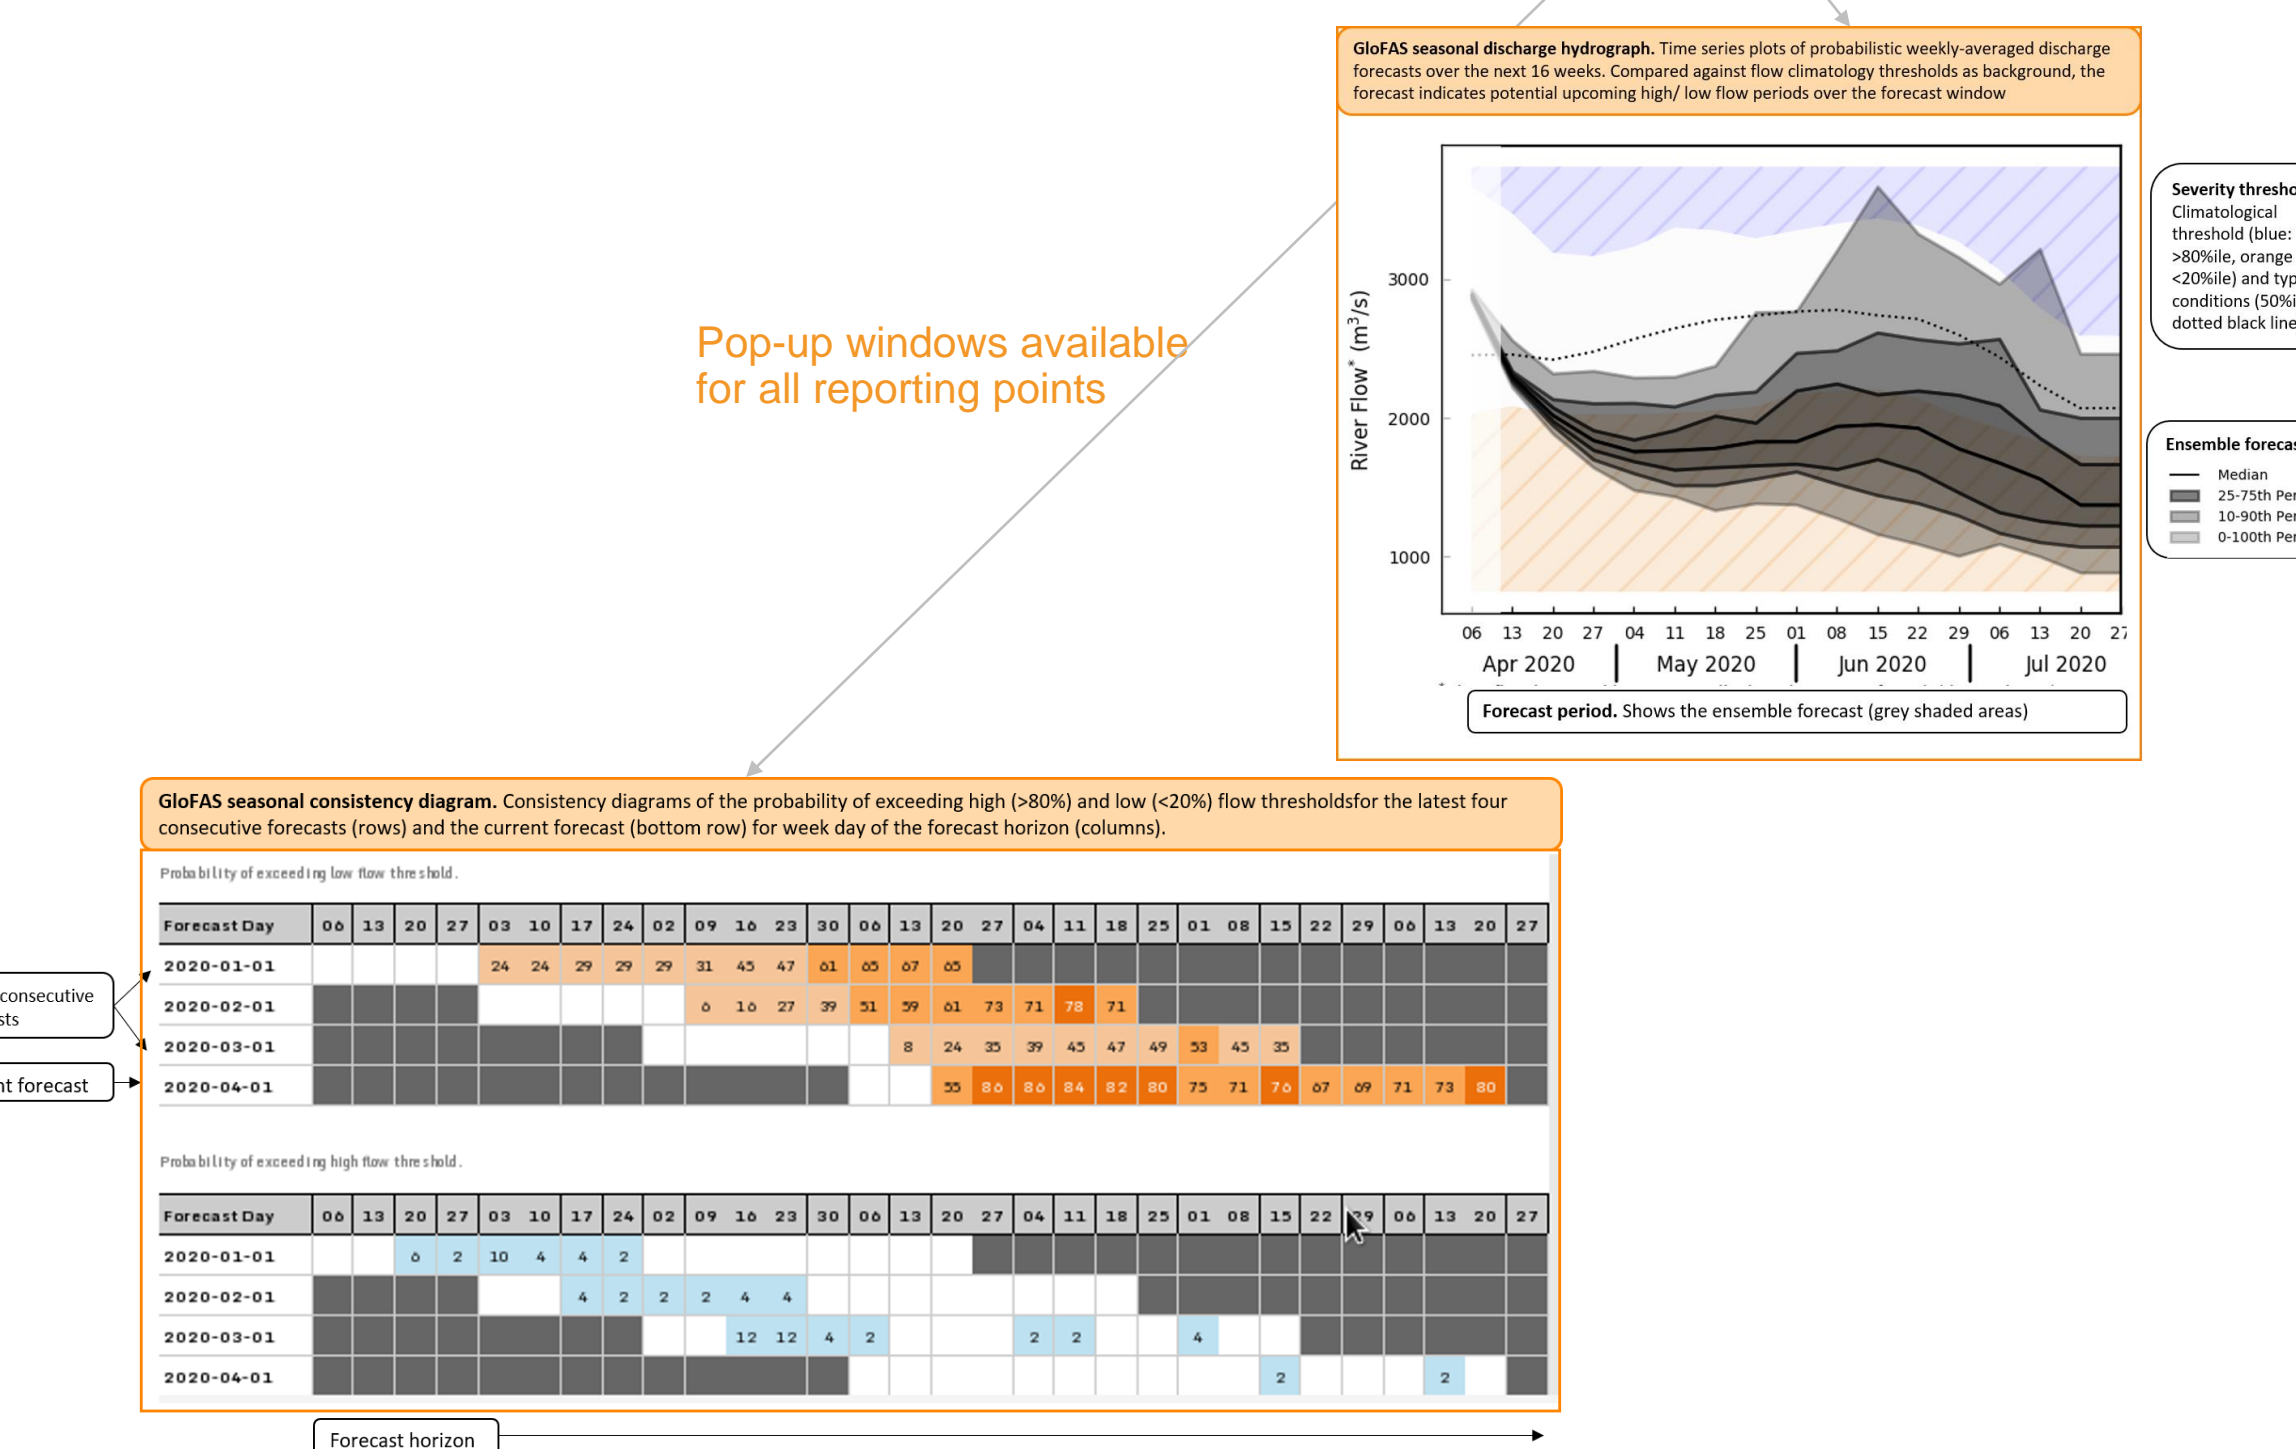 GloFAS seasonal discharge hydrograph. Time series plots of probabilistic weekly-averaged discharge
forecasts over the next 16 weeks. Compared against flow climatology thresholds as background, the
forecast indicates potential upcoming high/ low flow periods over the forecast window
Severity
Climatological
threshold (blue:
>80%ile, orange
<20%ile) and
conditions
dotted black line
3000
2000
1000
River Flow* (m³/s)
Ensemble
Median
25-75th
10-90th
0-100th
06 13 20 27 04 11 18 25 01 08 15 22 29 06 13 20 27
Apr 2020 May 2020 Jun 2020 Jul 2020
Forecast period. Shows the ensemble forecast (grey shaded areas)
Pop-up windows available
for all reporting points
GloFAS seasonal consistency diagram. Consistency diagrams of the probability of exceeding high (>80%) and low (<20%) flow thresholdsfor the latest four
consecutive forecasts (rows) and the current forecast (bottom row) for week day of the forecast horizon (columns).
Probability of exceeding low flow threshold.
Forecast Day 06 13 20 27 03 10 17 24 02 09 16 23 30 06 13 20 27 04 11 18 25 01 08 15 22 29 06 13 20 27
2020-01-01 24 24 29 29 29 31 45 47 61 65 67 65
2020-02-01 6 16 27 39 51 59 61 73 71 78 71
2020-03-01 8 24 35 39 45 47 49 53 45 35
2020-04-01 55 86 86 84 82 80 75 71 76 67 69 71 73 80
consecutive
forecast
Probability of exceeding high flow threshold.
Forecast Day 06 13 20 27 03 10 17 24 02 09 16 23 30 06 13 20 27 04 11 18 25 01 08 15 22 29 06 13 20 27
2020-01-01 6 2 10 4 4 2
2020-02-01 4 2 2 2 4 4
2020-03-01 12 12 4 2 2 2 4
2020-04-01 2 2
Forecast horizon